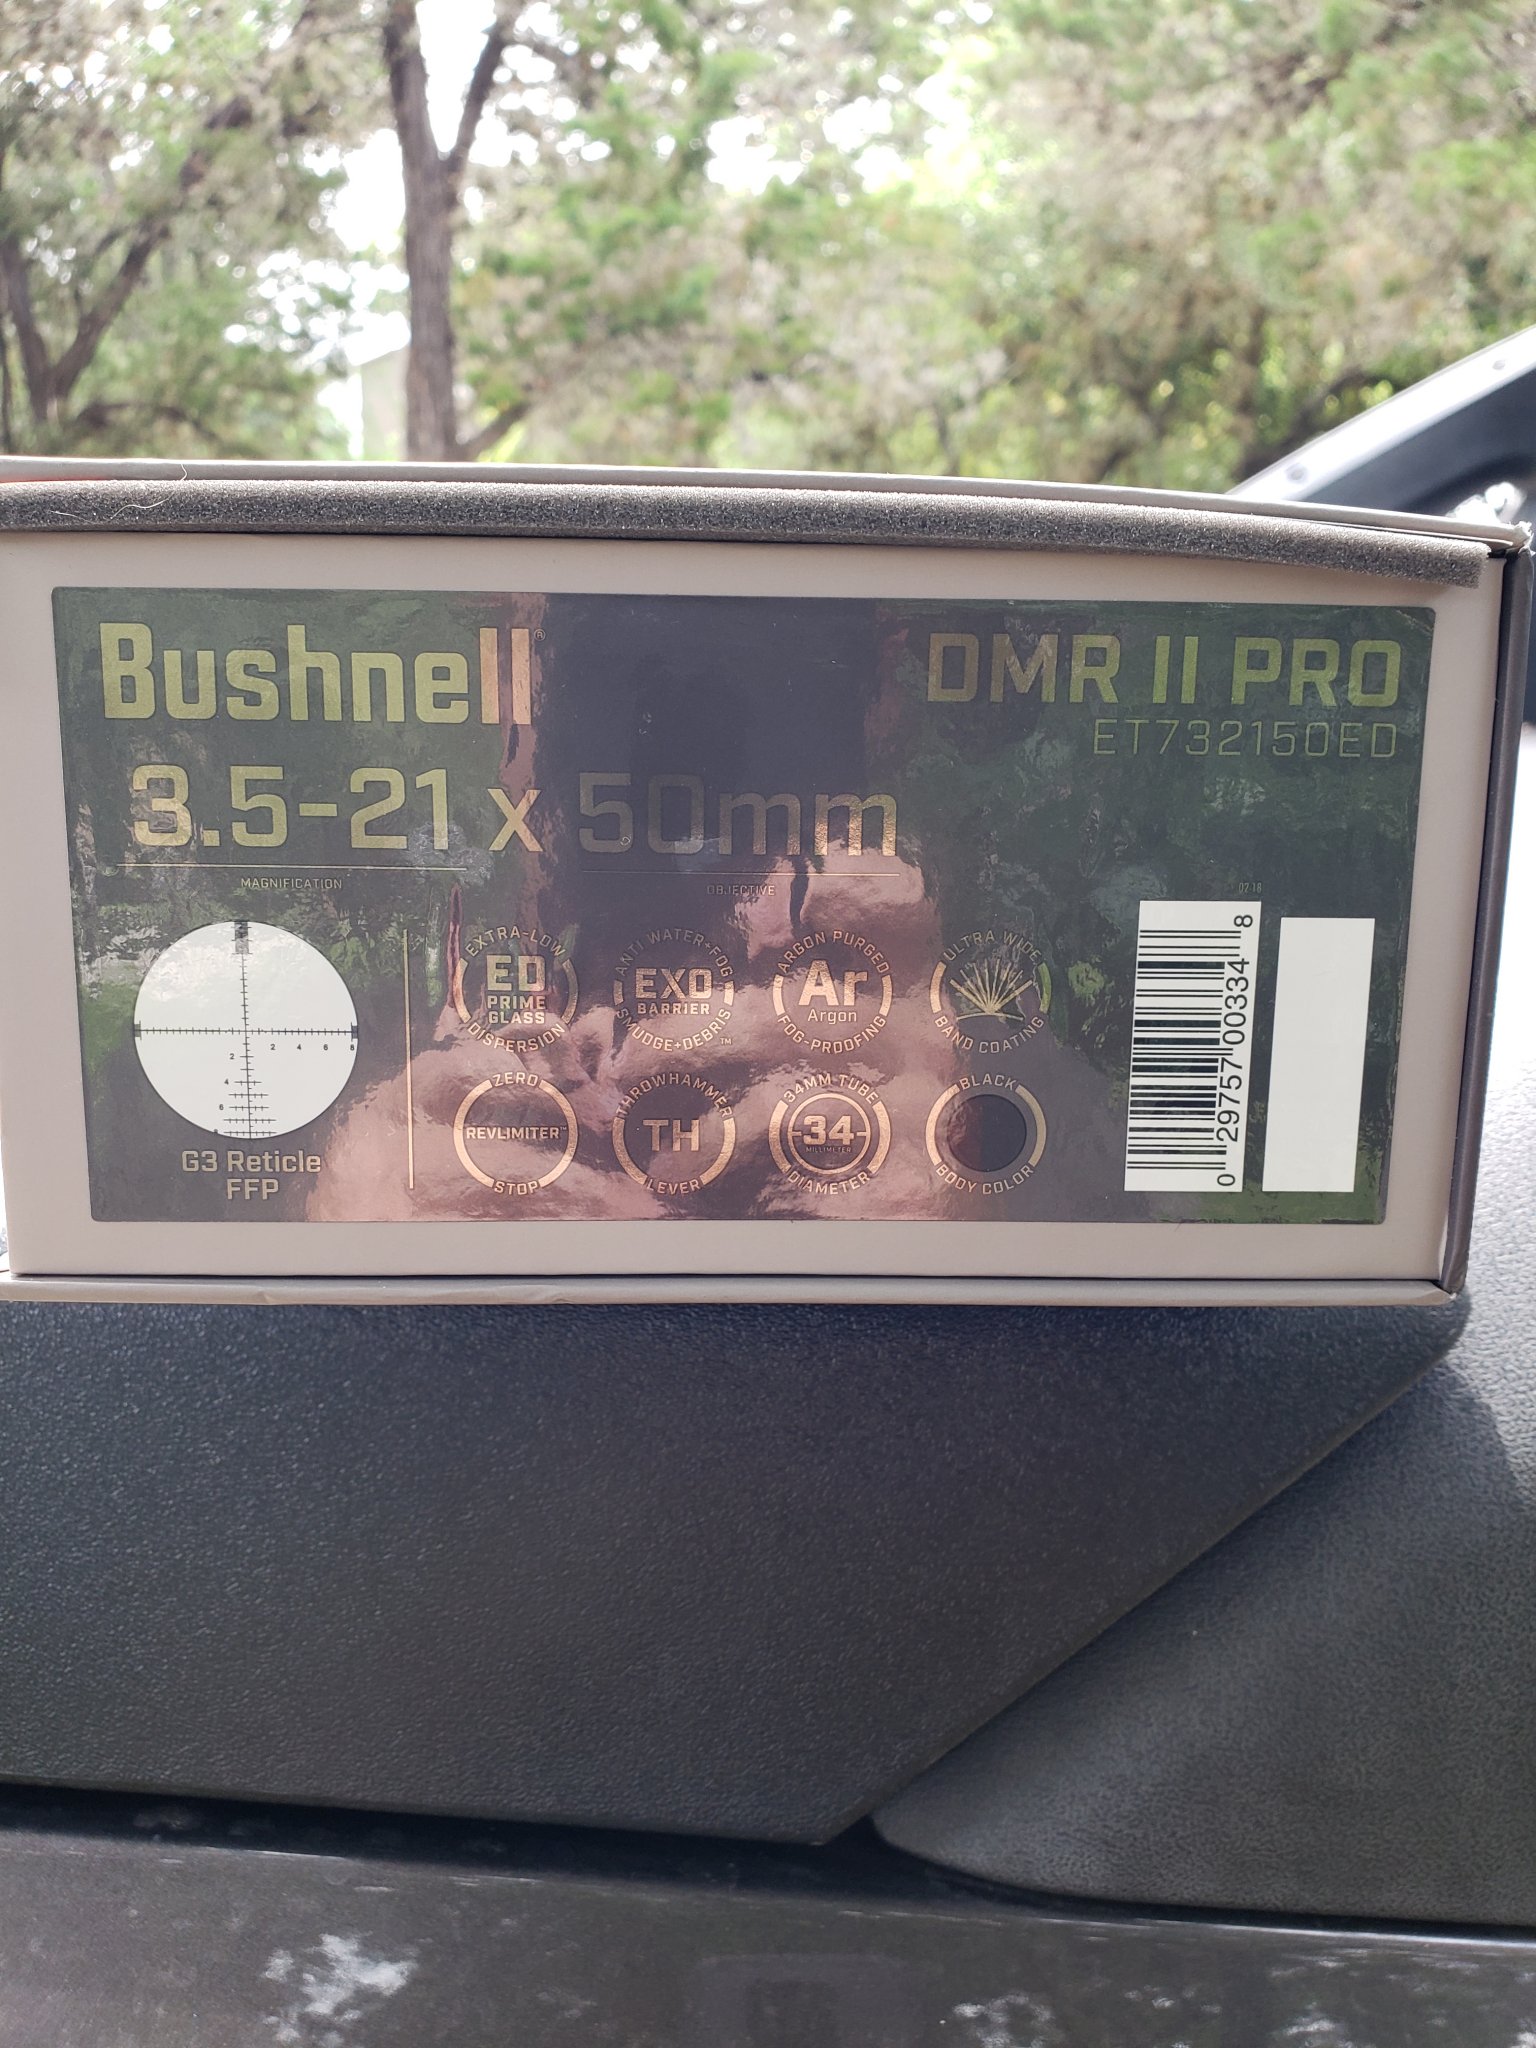 Bushnell®
DMR II PRO
ET732150ED
3.5-21 x 50mm
MAGNIFICATION
OBJECTIVE
02-18
2 4 6 8
2
4
6
8
G3 Reticle
FFP
EXTRA-LOW
ED
PRIME
GLASS
DISPERSION
ANTI WATER+FOG
EXO
BARRIER
SMUDGE+DEBRIS™
ARGON PURGED
Ar
Argon
FOG-PROOFING
ULTRA WIDE
BAND COATING
ZERO
REVLIMITER™
STOP
THROWHAMMER
TH
LEVER
34MM TUBE
-34-
MILLIMETER
DIAMETER
BLACK
BODY COLOR
0 29757 00334 8